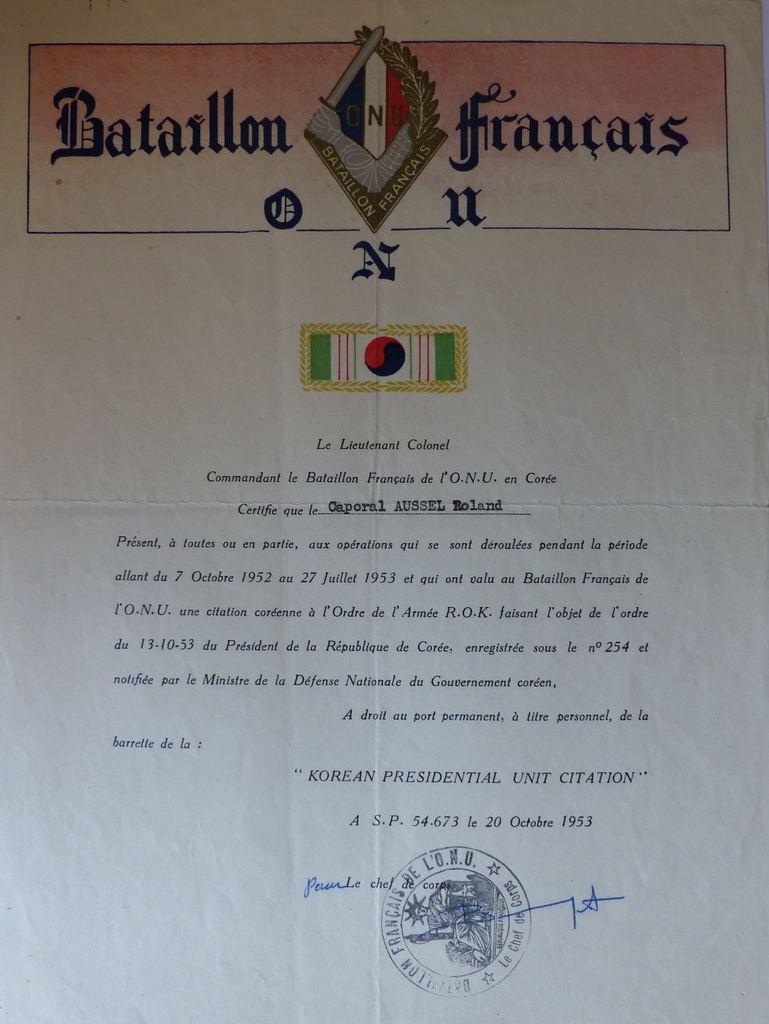 Bataillon Français
ONU
BATAILLON FRANÇAIS
O N U
Le Lieutenant Colonel
Commandant le Bataillon Français de l'O.N.U. en Corée
Certifie que le Caporal AUSSEL Roland
Présent, à toutes ou en partie, aux opérations qui se sont déroulées pendant la période
allant du 7 Octobre 1952 au 27 Juillet 1953 et qui ont valu au Bataillon Français de
l'O.N.U. une citation coréenne à l'Ordre de l'Armée R.O.K. faisant l'objet de l'ordre
du 13-10-53 du Président de la République de Corée, enregistrée sous le nº 254 et
notifiée par le Ministre de la Défense Nationale du Gouvernement coréen,
A droit au port permanent, à titre personnel, de la
barrette de la :
“ KOREAN PRESIDENTIAL UNIT CITATION ”
A S.P. 54.673 le 20 Octobre 1953
Pour Le chef de corps
BATAILLON FRANÇAIS DE L'O.N.U.
Le Chef de Corps